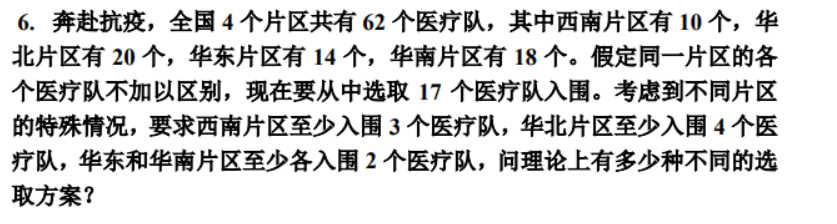 6. 奔赴抗疫，全国 4 个片区共有 62 个医疗队，其中西南片区有 10 个，华
北片区有 20 个，华东片区有 14 个，华南片区有 18 个。假定同一片区的各
个医疗队不加以区别，现在要从中选取 17 个医疗队入围。考虑到不同片区
的特殊情况，要求西南片区至少入围 3 个医疗队，华北片区至少入围 4 个医
疗队，华东和华南片区至少各入围 2 个医疗队，问理论上有多少种不同的选
取方案？